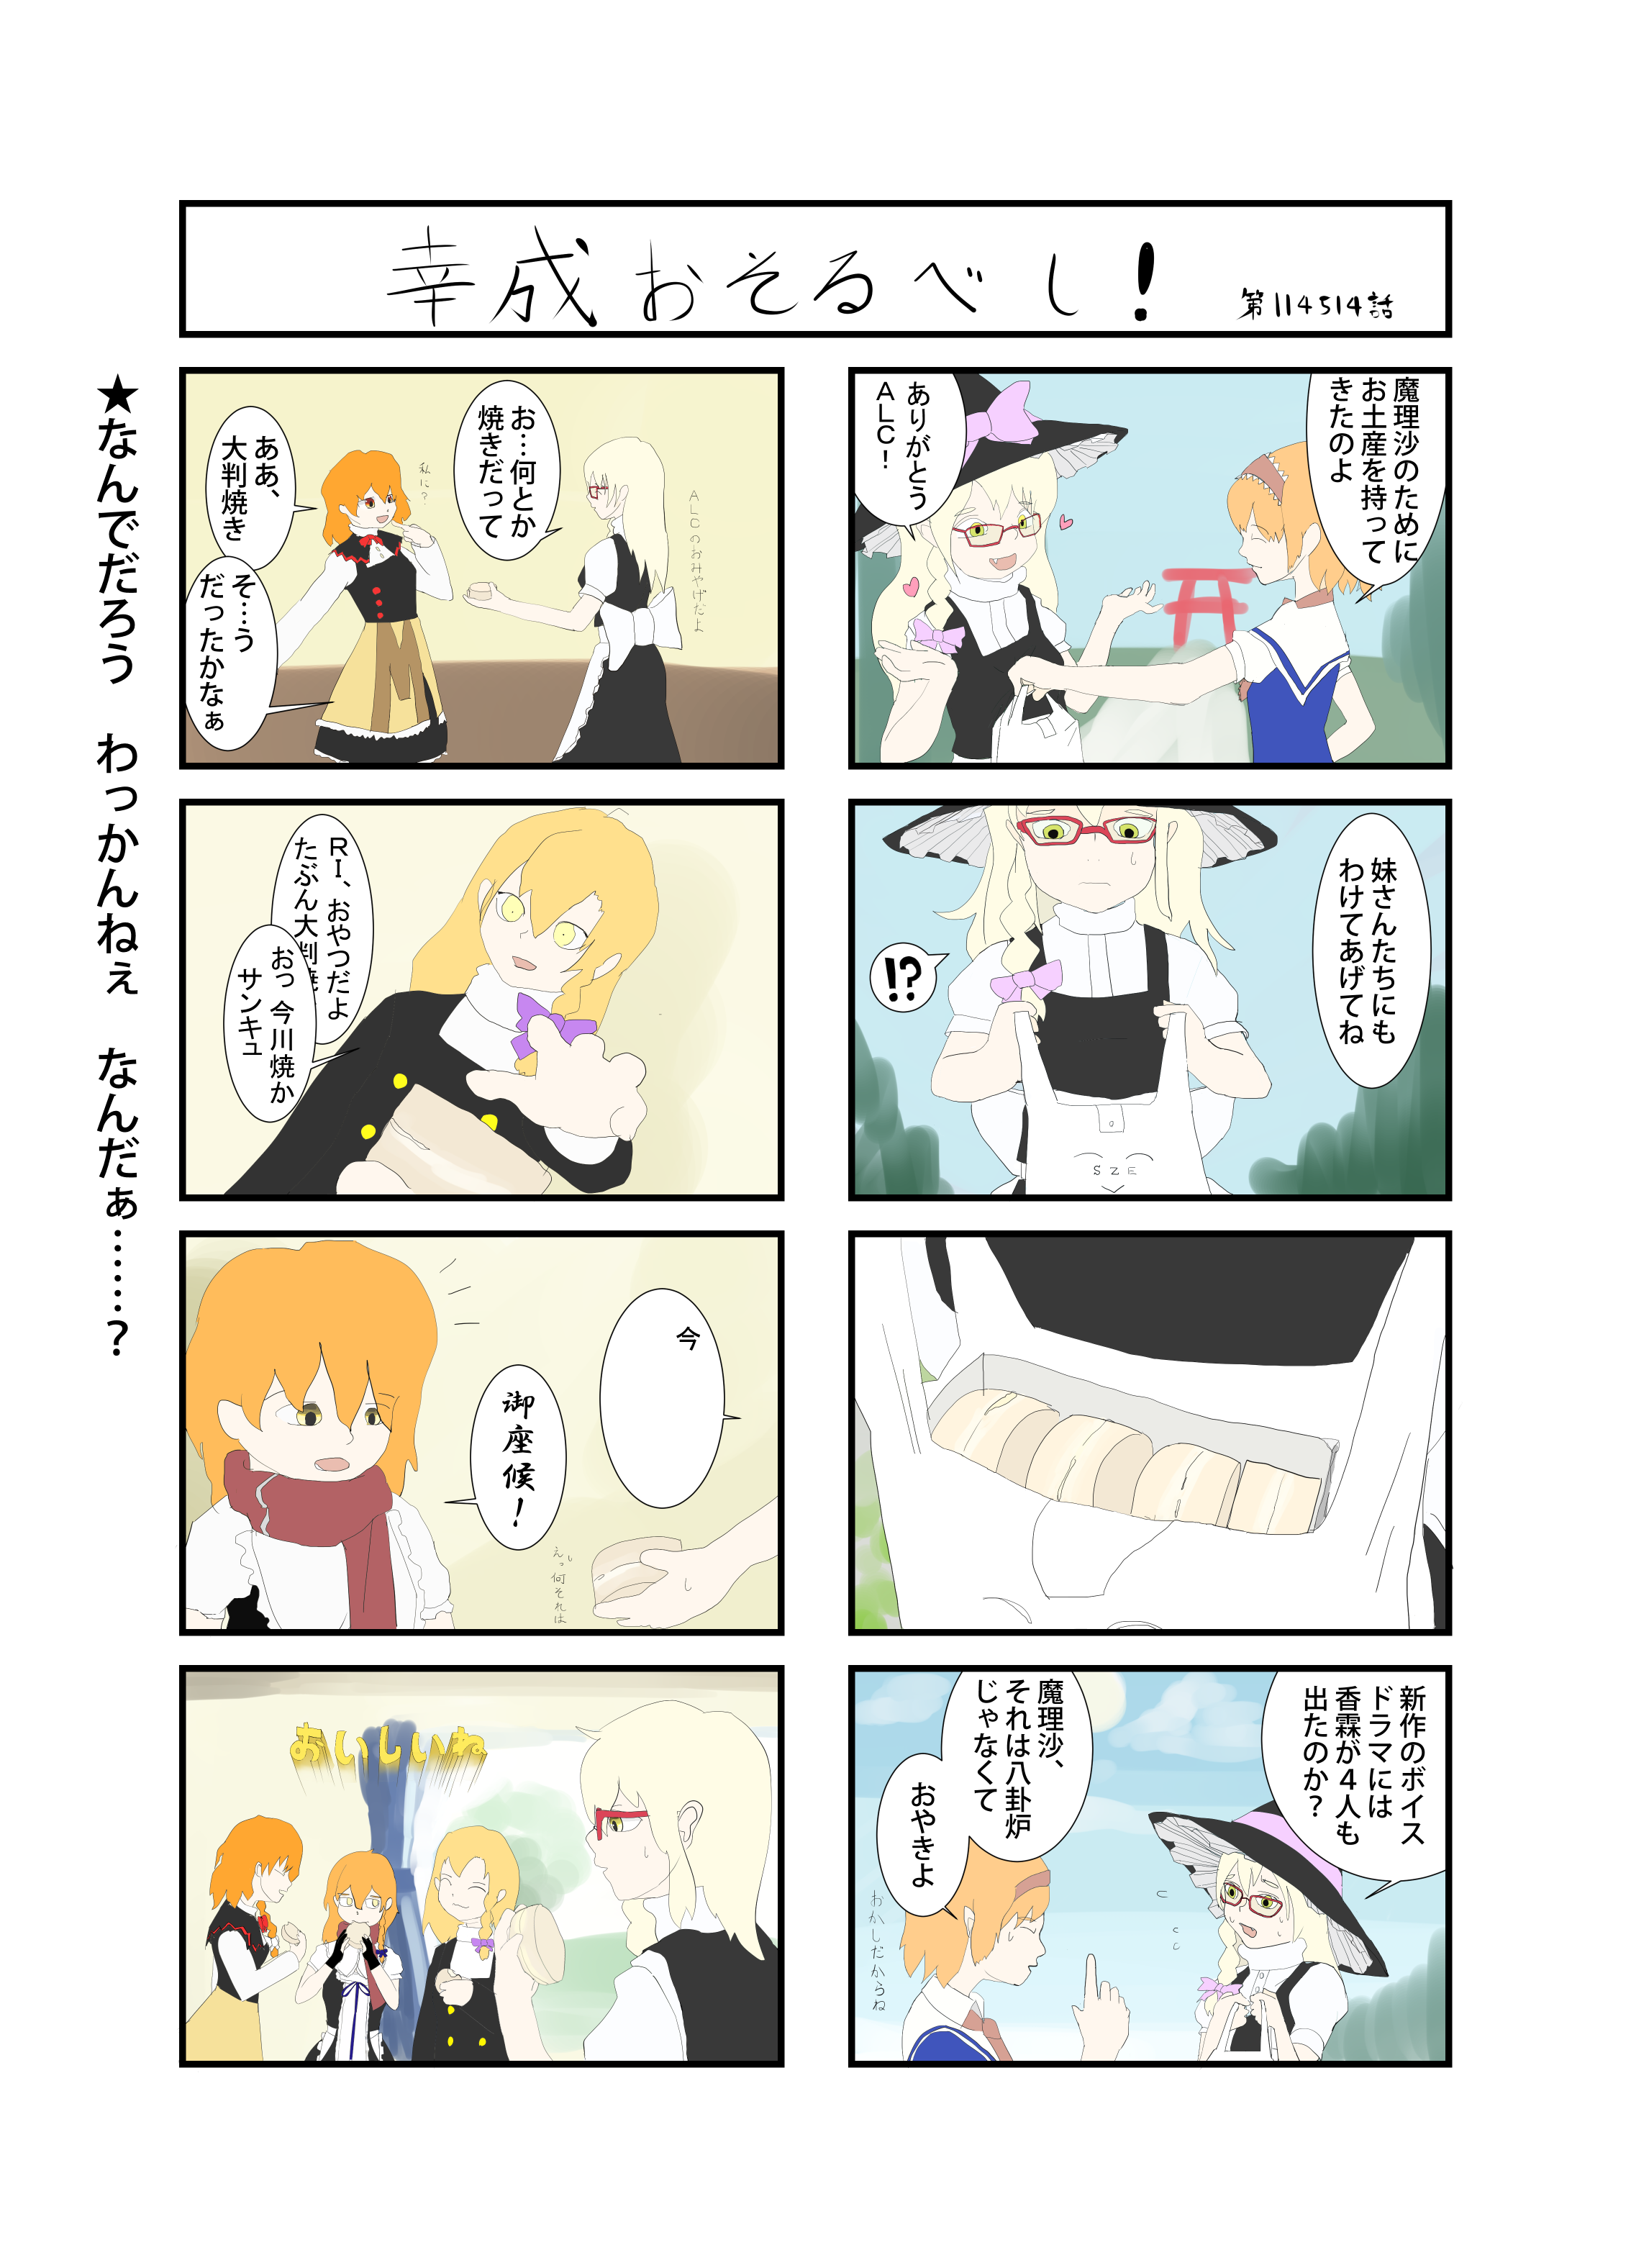 幸成おそるべし!
第114514話
魔理沙のために
お土産を持って
きたのよ
ありがとう
ALC!
妹さんたちにも
わけてあげてね
!?
SZE
新作のボイス
ドラマには
香霖が4人も
出たのか?
魔理沙、
それは八卦炉
じゃなくて
おやきよ
おかしだからね
ALCのおみやげだよ
お…何とか
焼きだって
私に?
ああ、
大判焼き
そ…う
だったかなぁ
RI、おやつだよ
たぶん大判焼
おっ 今川焼か
サンキュ
今
御座候!
えっ何それは
おいしいね
★なんでだろう わっかんねぇ なんだぁ……?